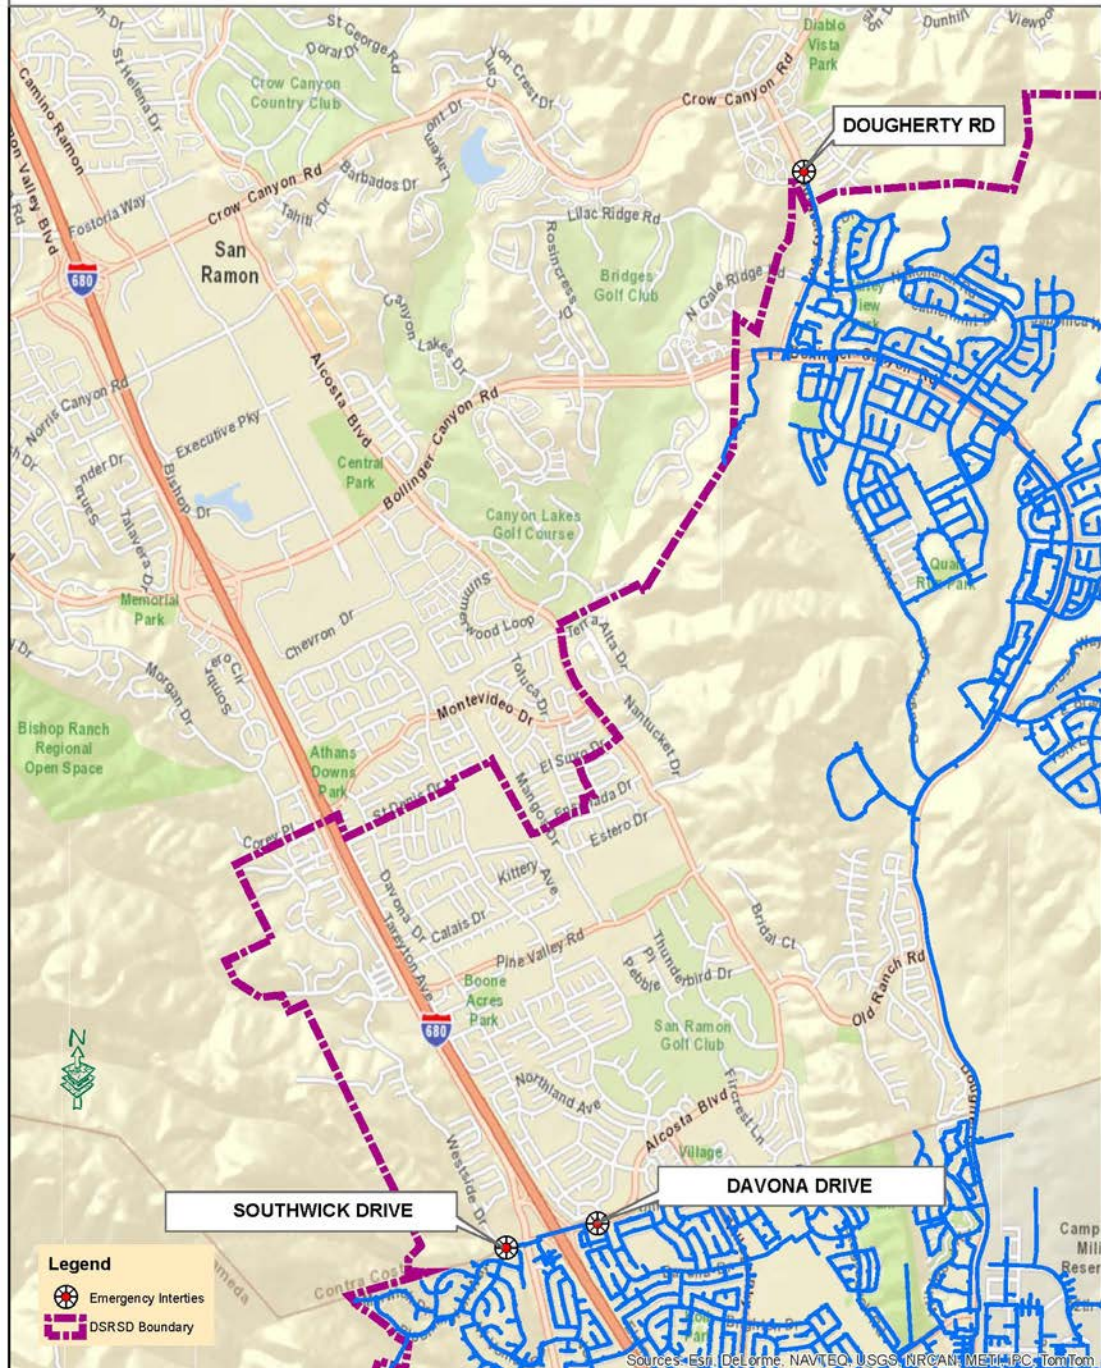 St George Rd
Doral Dr
St Helena Dr
Camino Ramon
Crow Canyon
Country Club
Crow Canyon Rd
Diablo
Vista
Park
Dunhill
DOUGHERTY RD
Barbados Dr
Tahiti Dr
Fostoria Way
Crow Canyon Rd
San
Ramon
680
Lilac Ridge Rd
Rosincress Dr
Bridges
Golf Club
N Gale Ridge Rd
Canyon Lakes Dr
Alcosta Blvd
Norris Canyon Rd
Executive Pky
Bishop Dr
Central
Park
Bollinger Canyon Rd
Canyon Lakes
Golf Course
Talavera Dr
Memorial
Park
Summerwood Loop
Chevron Dr
Terra Alta Dr
Toluca Dr
Montevideo Dr
Nantucket Dr
Morgan Dr
Bishop Ranch
Regional
Open Space
Athans
Downs
Park
Estero Dr
Corey Pl
Kittery Ave
Davona Dr
Calais Dr
Tareyton Ave
Pine Valley Rd
Bridal Ct
Thunderbird Dr
Pebble Pl
Old Ranch Rd
Boone
Acres
Park
680
San Ramon
Golf Club
Northland Ave
Alcosta Blvd
Fircrest Ln
Westside Dr
Village
N
DAVONA DRIVE
SOUTHWICK DRIVE
Legend
Emergency Interties
DSRSD Boundary
Sources: Esri, DeLorme, NAVTEQ, USGS, NRCAN, METI, iPC, TomTom